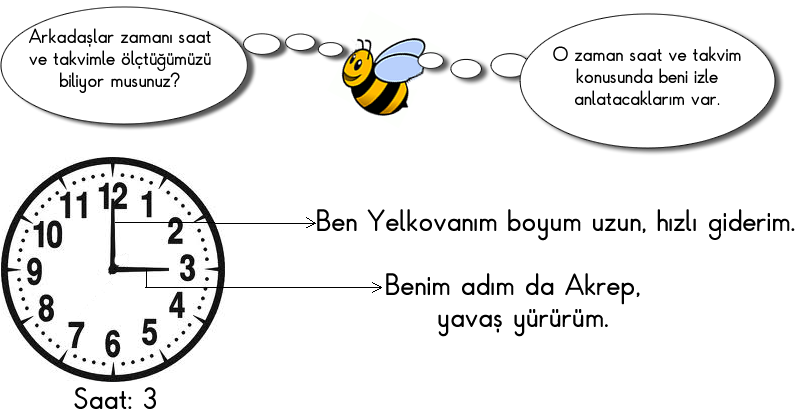 Arkadaşlar zamanı saat
ve takvimle ölçtüğümüzü
biliyor musunuz?
O zaman saat ve takvim
konusunda beni izle
anlatacaklarım var.
12
11 1
10 2
9 3
8 4
7 5
6
Ben Yelkovanım boyum uzun, hızlı giderim.
Benim adım da Akrep,
yavaş yürürüm.
Saat: 3